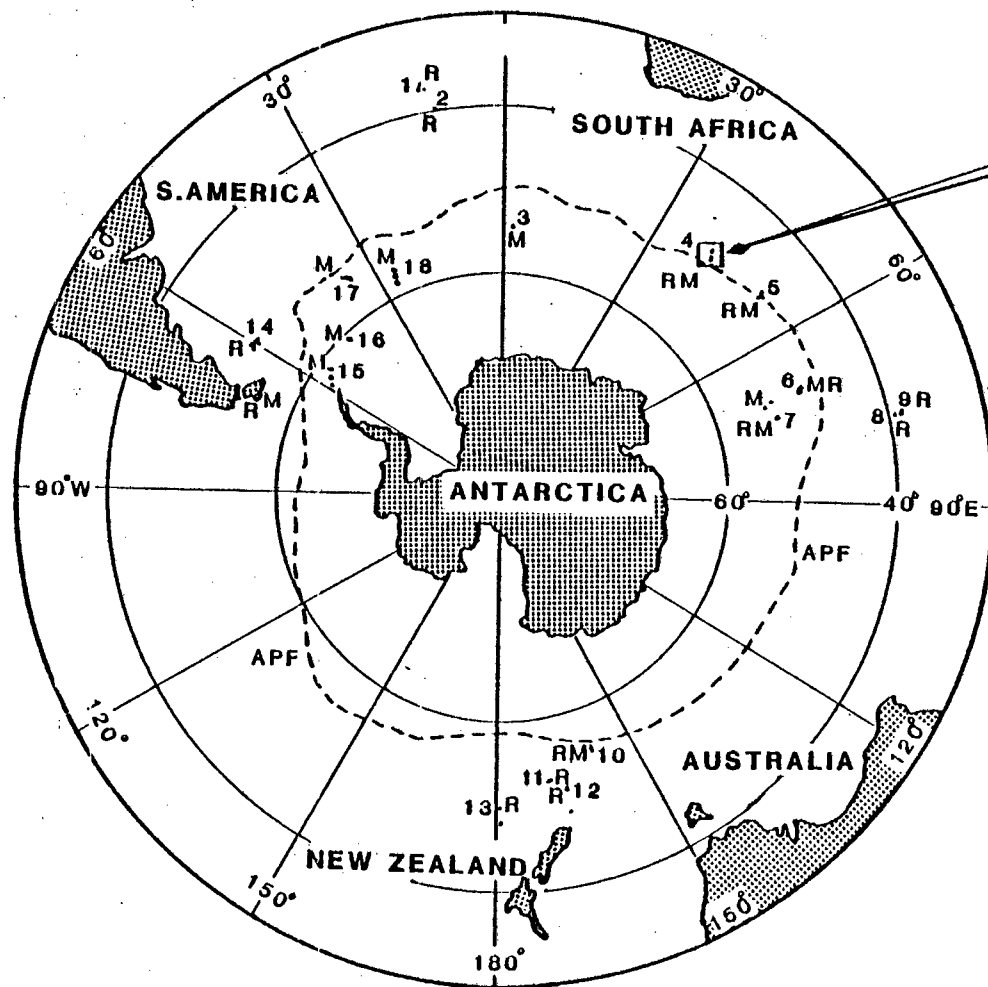 30°
1
R
2
R
30°
SOUTH AFRICA
S.AMERICA
60°
3
M
4
i
RM
60°
M
M
18
17
5
RM
14
R
M
16
M
15
R
M
6
MR
M
RM
7
9
R
8
R
90°W
ANTARCTICA
60°
40°
90°E
APF
APF
120°
RM
10
11
R
R
12
13
R
AUSTRALIA
120°
NEW ZEALAND
150°
150°
180°